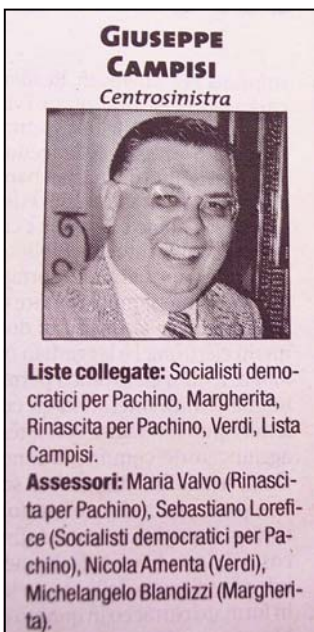 GIUSEPPE
CAMPISI
Centrosinistra
Liste collegate: Socialisti demo-
cratici per Pachino, Margherita,
Rinascita per Pachino, Verdi, Lista
Campisi.
Assessori: Maria Valvo (Rinasci-
ta per Pachino), Sebastiano Lorefi-
ce (Socialisti democratici per Pa-
chino), Nicola Amenta (Verdi),
Michelangelo Blandizzi (Margheri-
ta).